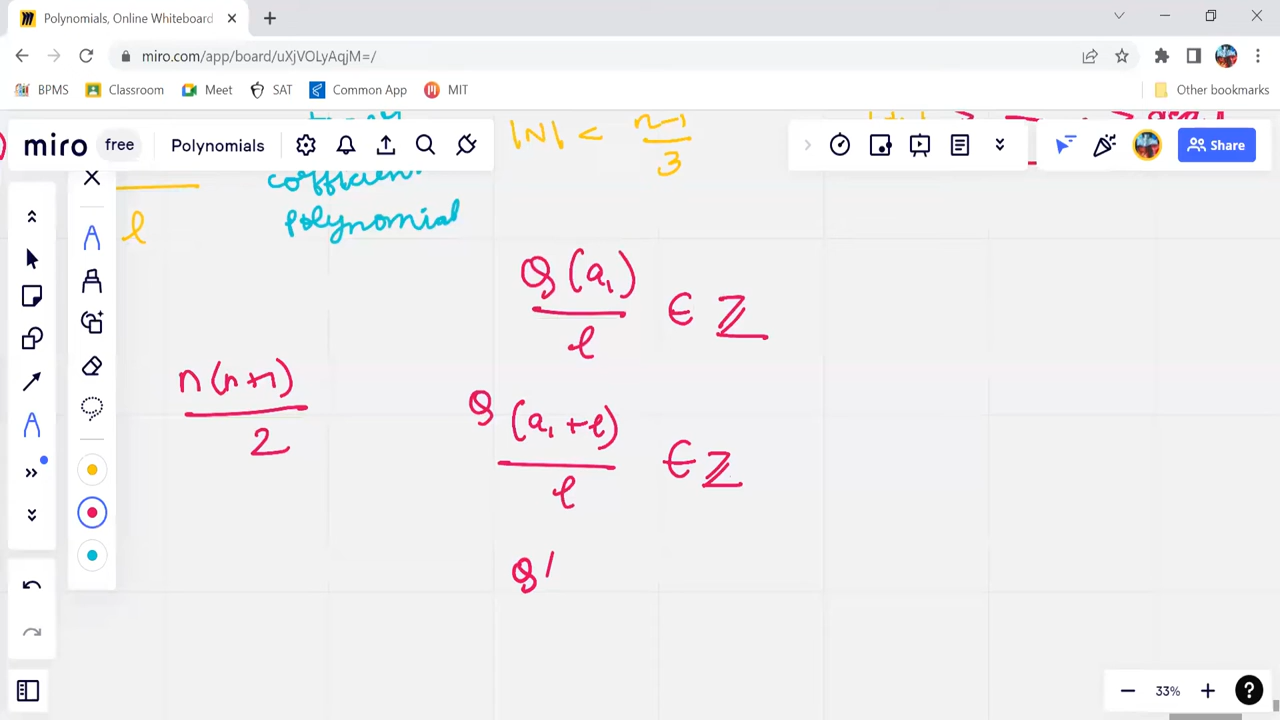 Polynomials, Online Whiteboard
miro.com/app/board/uXjVOLyAqjM=/
BPMS Classroom Meet SAT Common App MIT Other bookmarks
miro free Polynomials Share
|N| < n-1
3
l
cofficien
polynomial
Q(a₁)
l
∈ ℤ
n(n+1)
2
Q(a₁+l)
l
∈ ℤ
Q(
33%